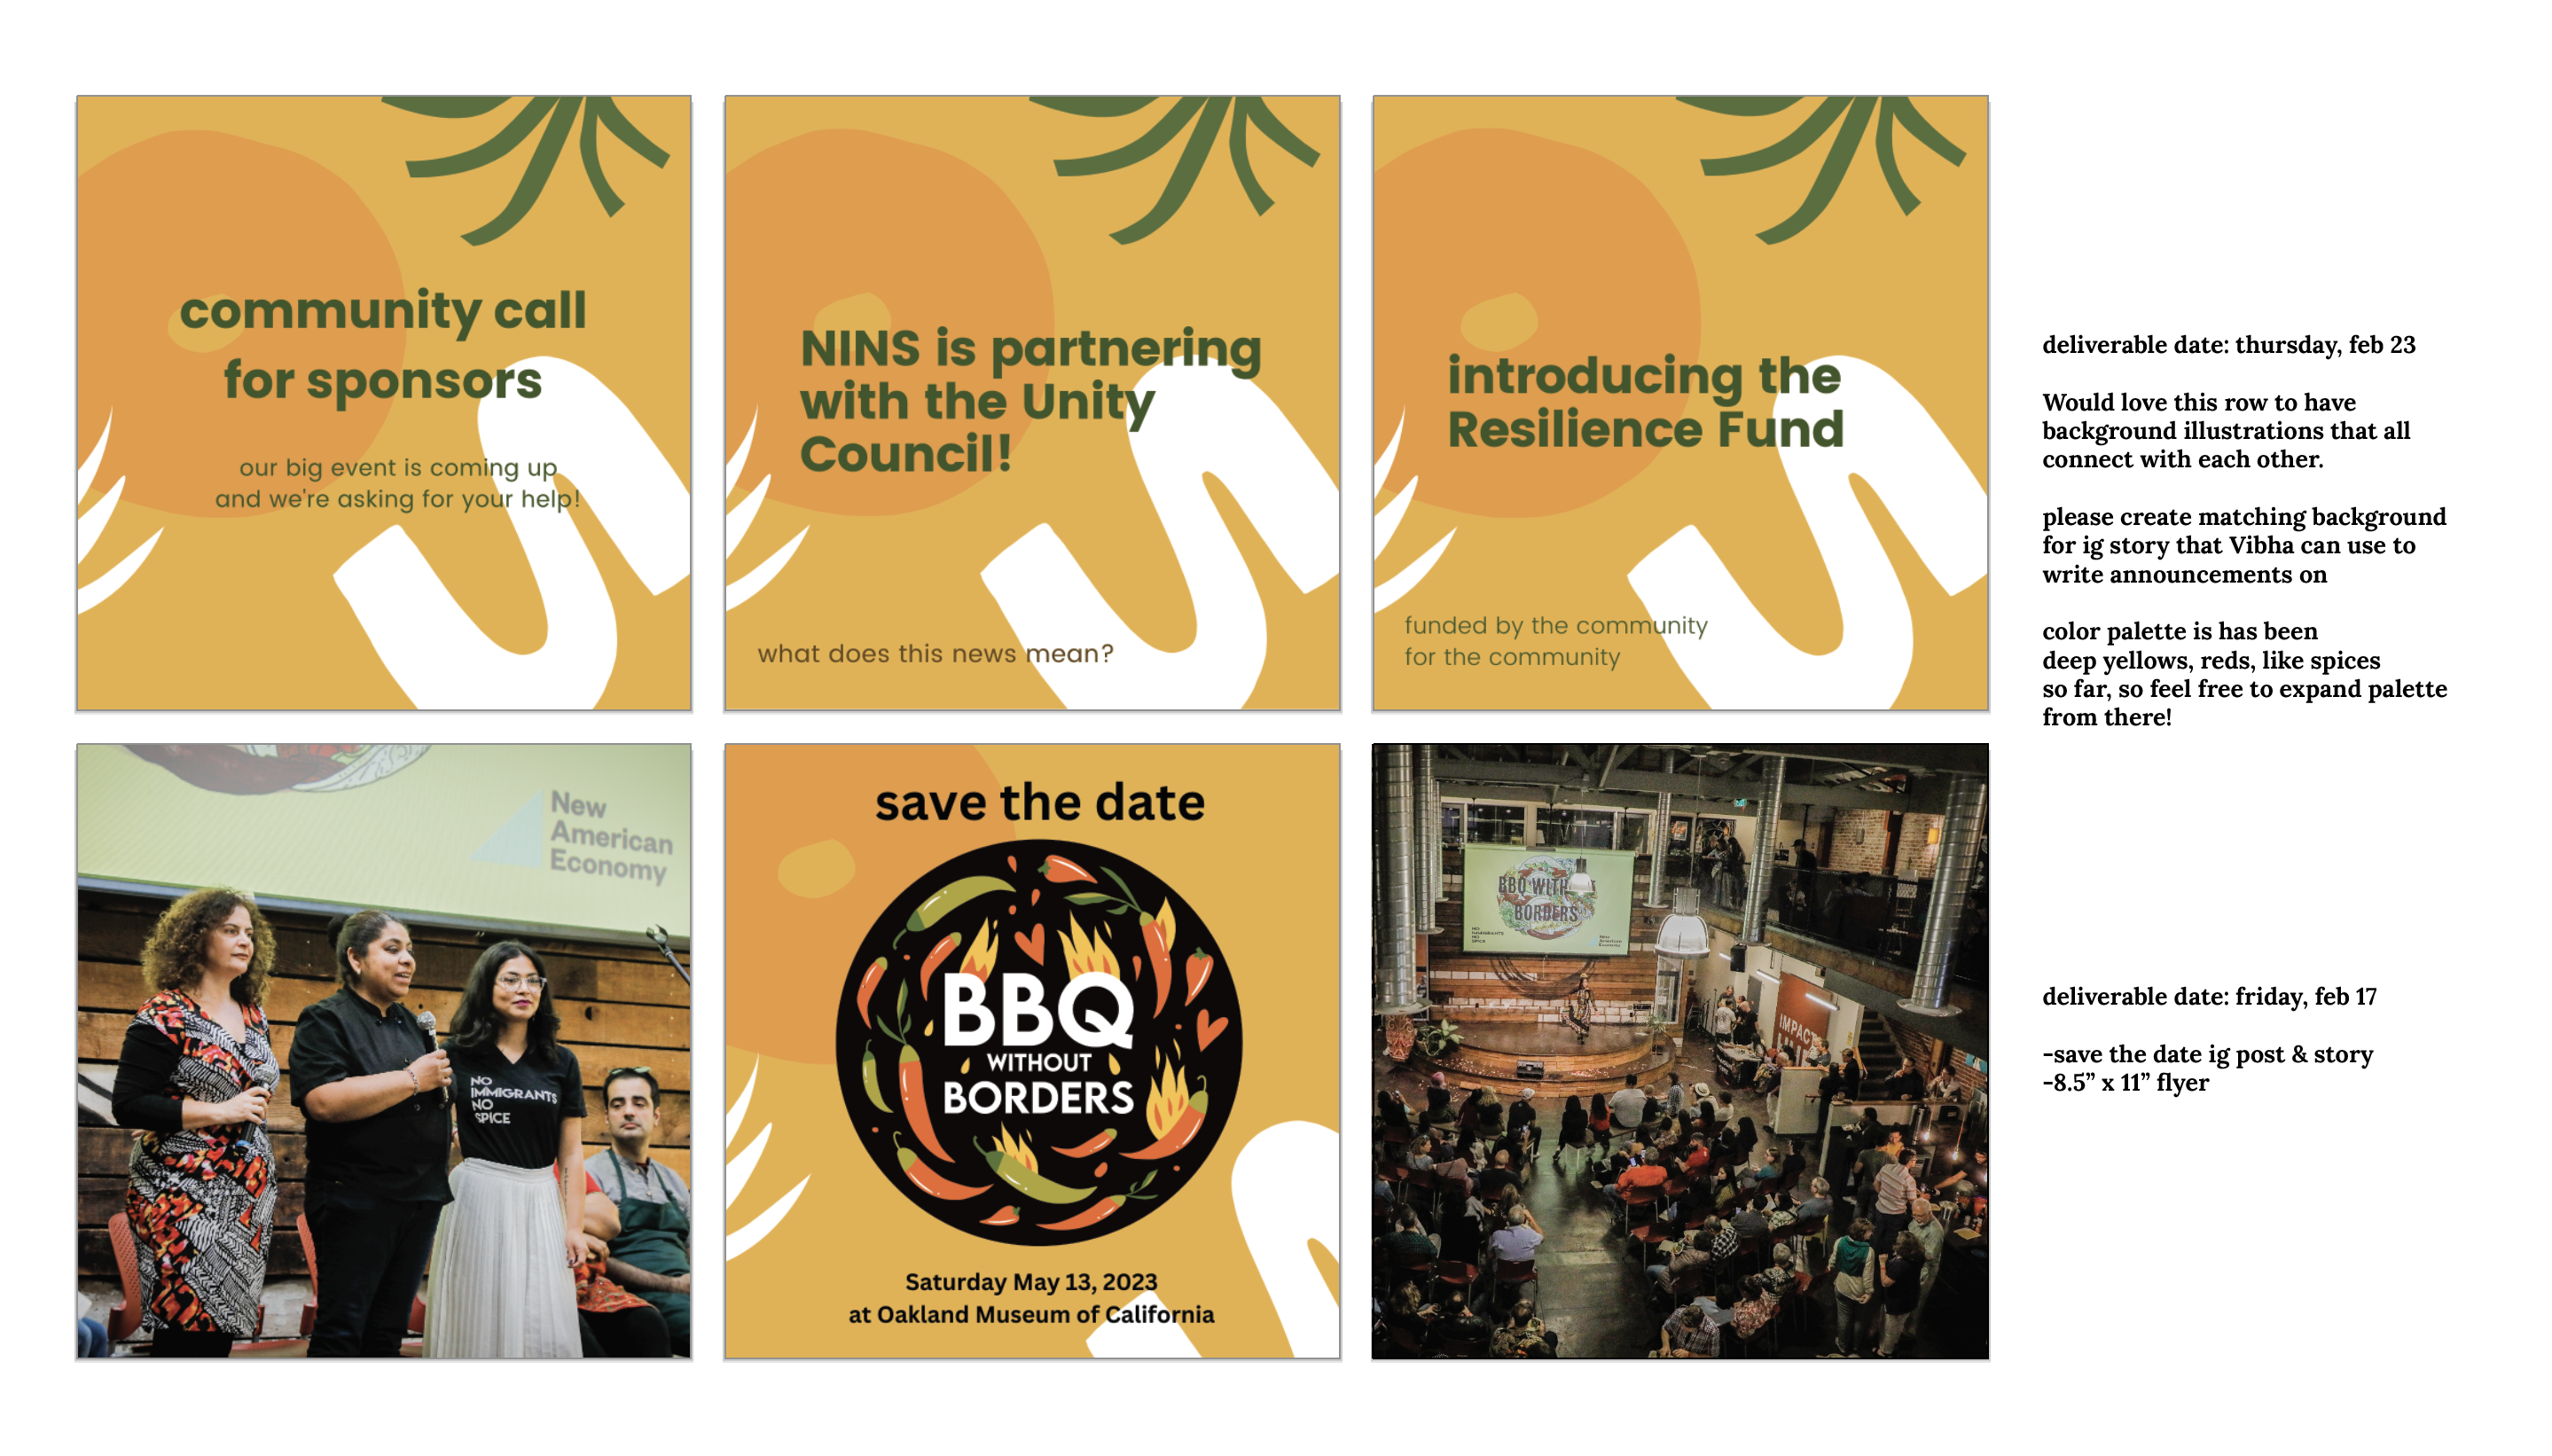 community call
for sponsors
our big event is coming up
and we're asking for your help!
NINS is partnering
with the Unity
Council!
what does this news mean?
introducing the
Resilience Fund
funded by the community
for the community
deliverable date: thursday, feb 23
Would love this row to have
background illustrations that all
connect with each other.
please create matching background
for ig story that Vibha can use to
write announcements on
color palette is has been
deep yellows, reds, like spices
so far, so feel free to expand palette
from there!
New
American
Economy
NO
IMMIGRANTS
NO
SPICE
save the date
BBQ
WITHOUT
BORDERS
Saturday May 13, 2023
at Oakland Museum of California
BBQ WITH
BORDERS
NO
IMMIGRANTS
NO
SPICE
New
American
Economy
IMPACT
deliverable date: friday, feb 17
-save the date ig post & story
-8.5” x 11” flyer